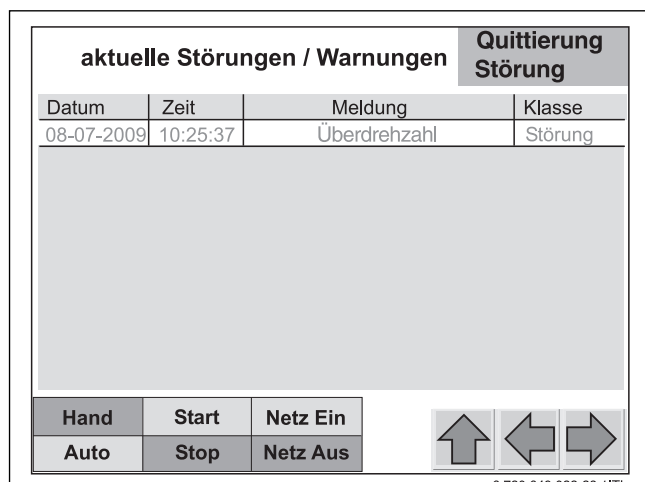 aktuelle Störungen / Warnungen
Quittierung
Störung
Datum Zeit Meldung Klasse
08-07-2009 10:25:37 Überdrehzahl Störung
Hand Start Netz Ein
Auto Stop Netz Aus